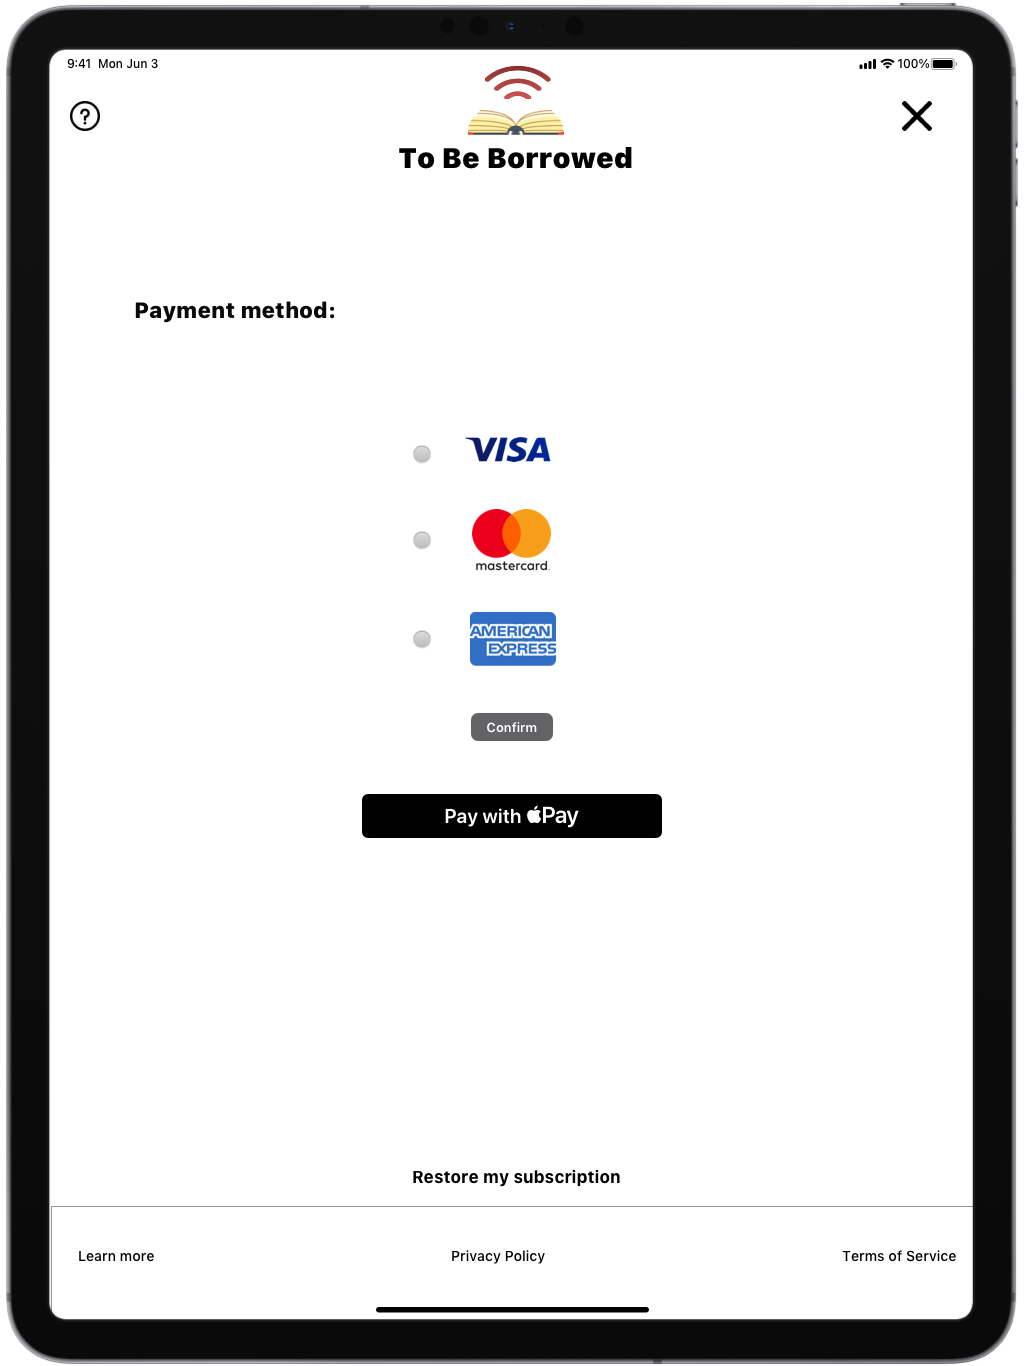 9:41 Mon Jun 3
100%
?
To Be Borrowed
Payment method:
VISA
mastercard.
AMERICAN
EXPRESS
Confirm
Pay with Pay
Restore my subscription
Learn more
Privacy Policy
Terms of Service